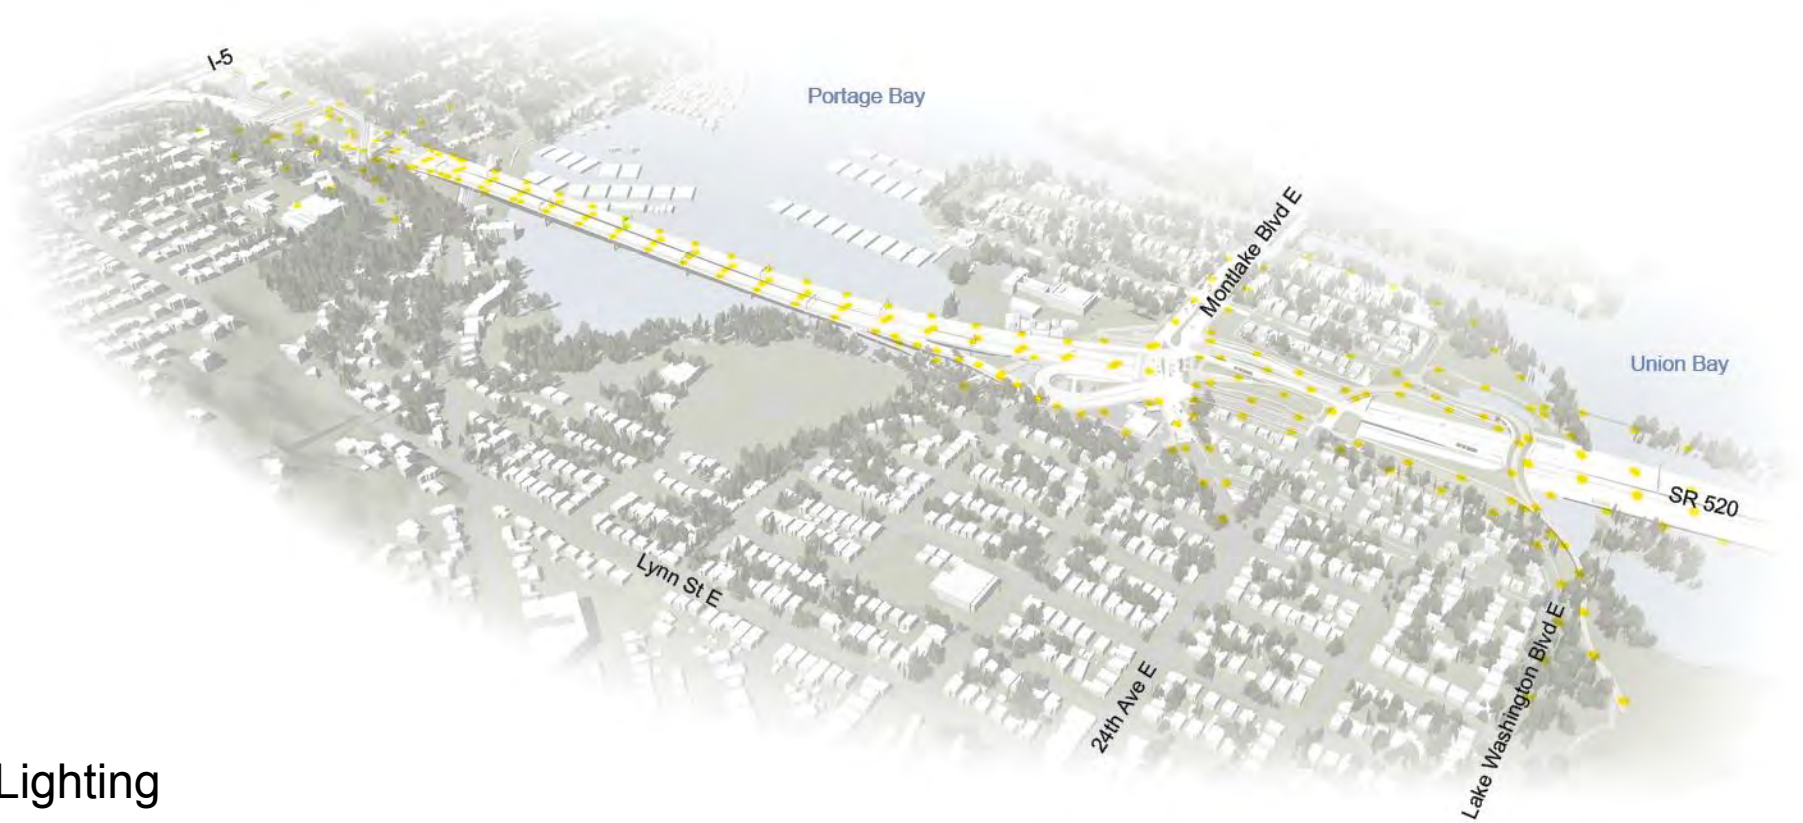 I-5
Portage Bay
Montlake Blvd E
Union Bay
SR 520
Lynn St E
24th Ave E
Lake Washington Blvd E
Lighting